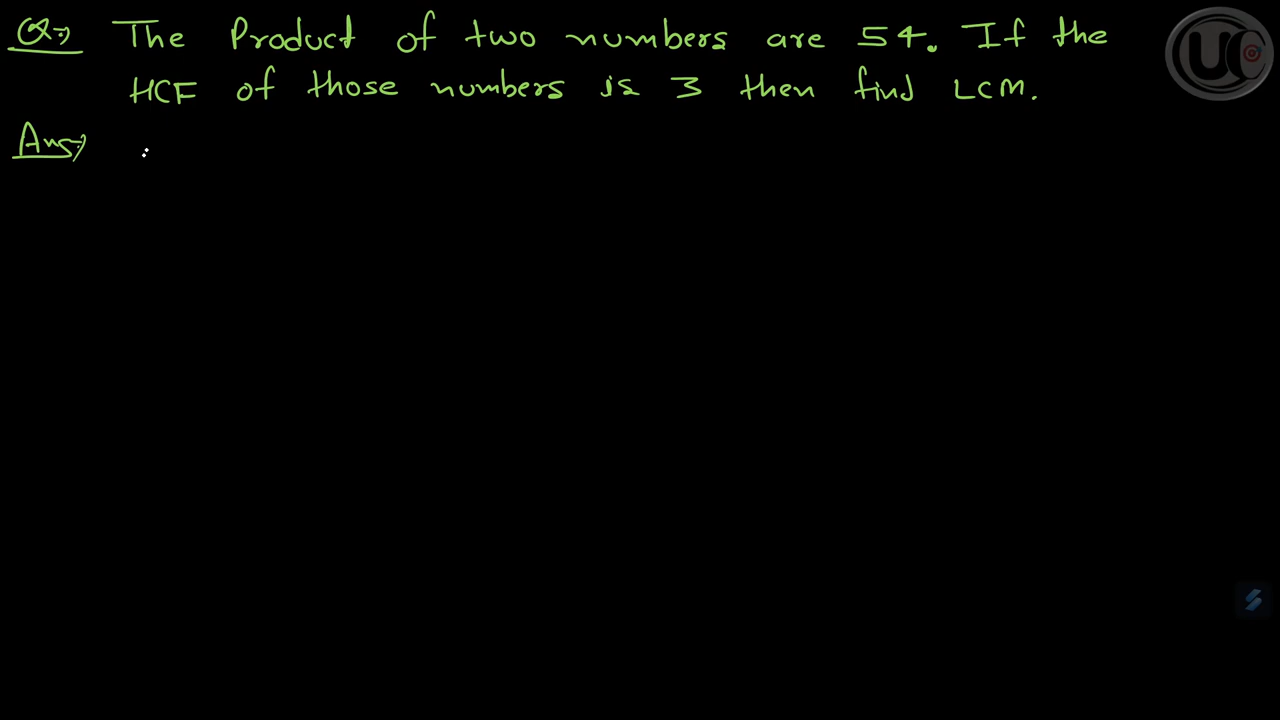 Q:→ The Product of two numbers are 54. If the
HCF of those numbers is 3 then find LCM.
Ans:→
UC